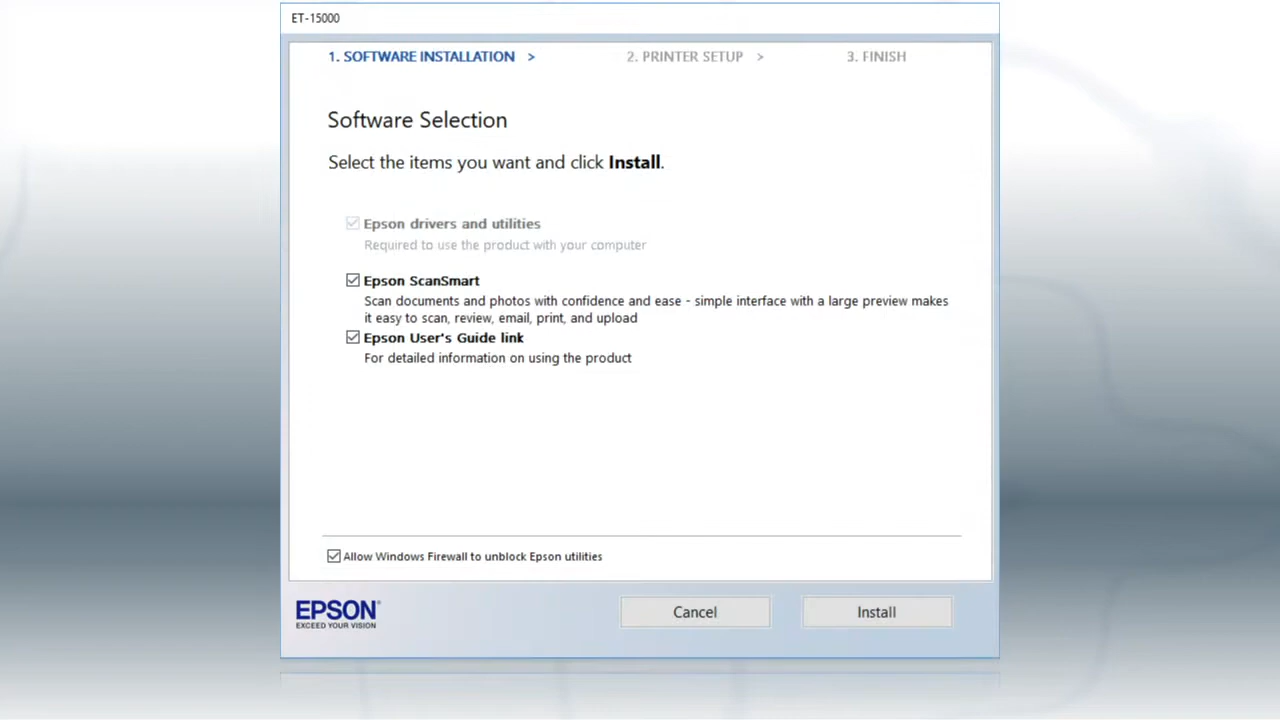 ET-15000
1. SOFTWARE INSTALLATION > 2. PRINTER SETUP > 3. FINISH
Software Selection
Select the items you want and click Install.
Epson drivers and utilities
Required to use the product with your computer
Epson ScanSmart
Scan documents and photos with confidence and ease - simple interface with a large preview makes
it easy to scan, review, email, print, and upload
Epson User's Guide link
For detailed information on using the product
Allow Windows Firewall to unblock Epson utilities
EPSON®
EXCEED YOUR VISION
Cancel Install